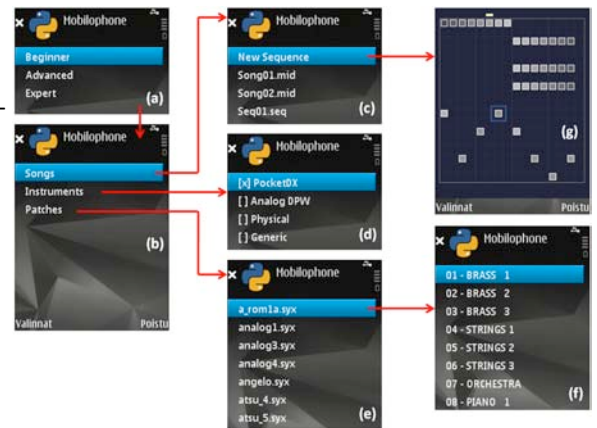 Mobilophone
Beginner
Advanced
Expert
(a)
Mobilophone
Songs
Instruments
Patches
(b)
Valinnat
Poistu
Mobilophone
New Sequence
Song01.mid
Song02.mid
Seq01.seq
(c)
Mobilophone
[x] PocketDX
[ ] Analog DPW
[ ] Physical
[ ] Generic
(d)
Mobilophone
a_rom1a.syx
analog1.syx
analog3.syx
analog4.syx
angelo.syx
atsu_4.syx
atsu_5.syx
(e)
(g)
Valinnat
Poistu
Mobilophone
01 - BRASS 1
02 - BRASS 2
03 - BRASS 3
04 - STRINGS 1
05 - STRINGS 2
06 - STRINGS 3
07 - ORCHESTRA
08 - PIANO 1
(f)